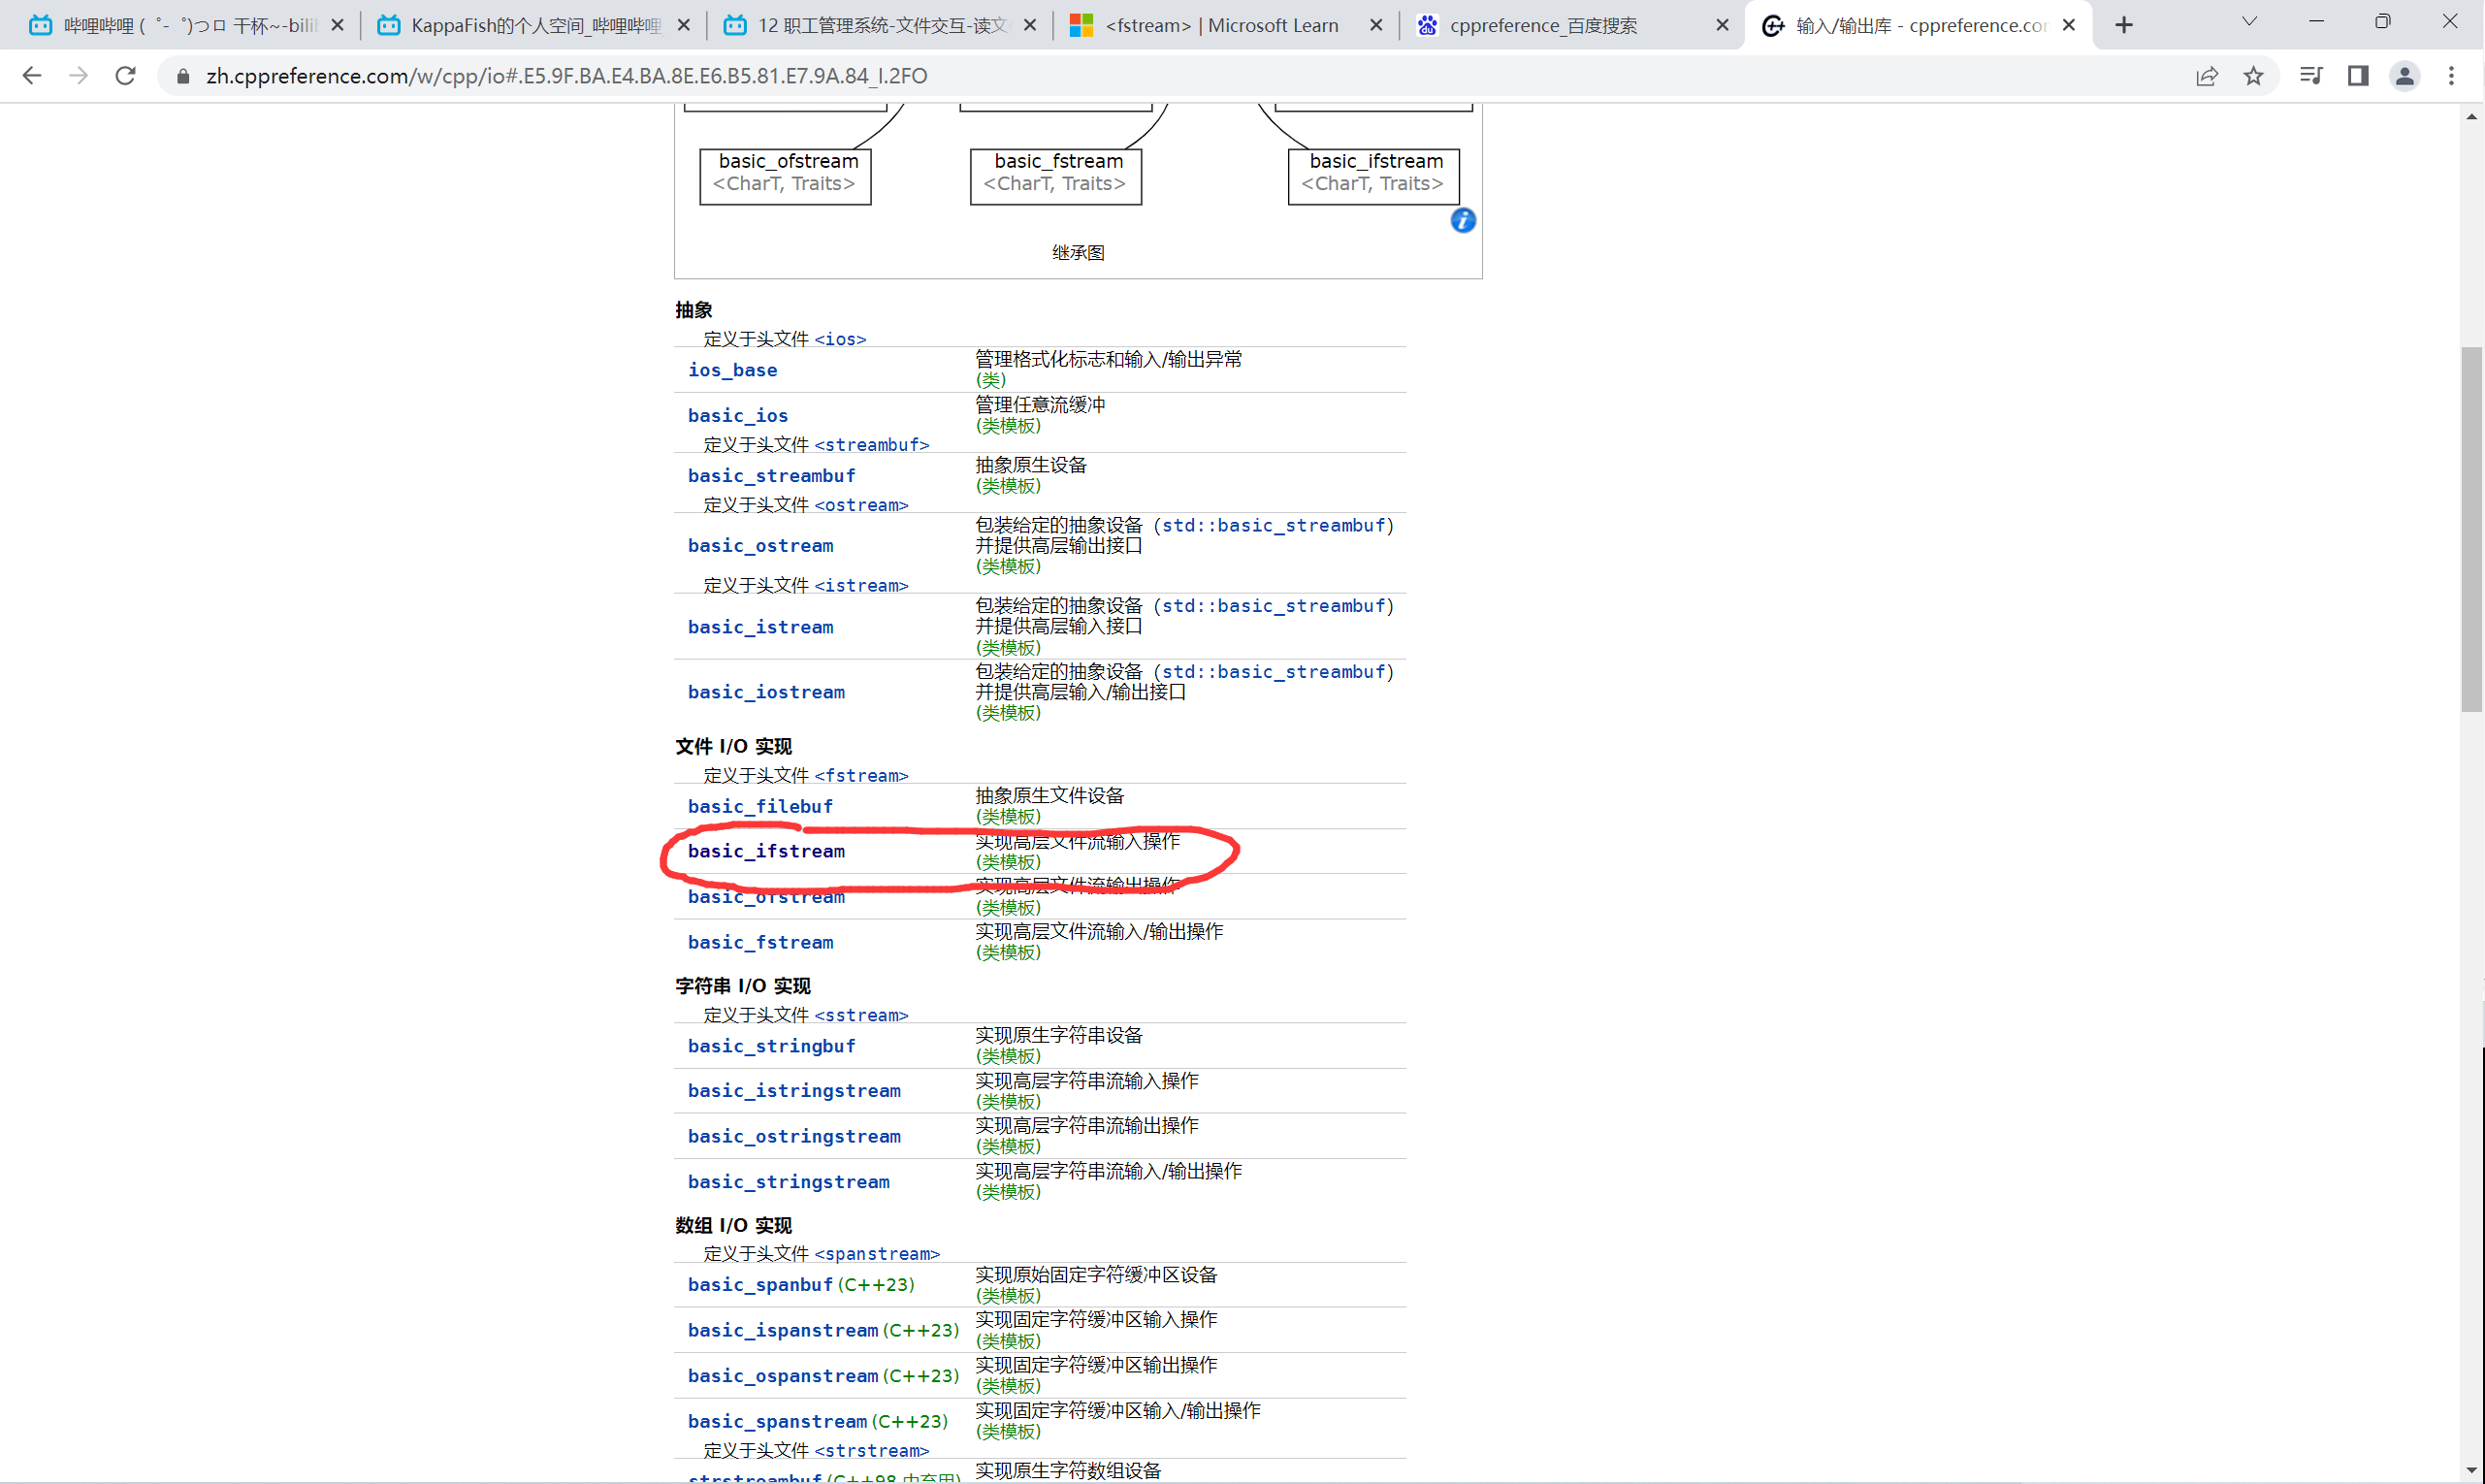 哔哩哔哩 (゜-゜)つロ 干杯~-bili
KappaFish的个人空间_哔哩哔哩
12 职工管理系统-文件交互-读文
<fstream> | Microsoft Learn
cppreference_百度搜索
输入/输出库 - cppreference.com
zh.cppreference.com/w/cpp/io#.E5.9F.BA.E4.BA.8E.E6.B5.81.E7.9A.84_I.2FO
basic_ofstream
<CharT, Traits>
basic_fstream
<CharT, Traits>
basic_ifstream
<CharT, Traits>
继承图
抽象
定义于头文件 <ios>
ios_base
管理格式化标志和输入/输出异常
(类)
basic_ios
管理任意流缓冲
(类模板)
定义于头文件 <streambuf>
basic_streambuf
抽象原生设备
(类模板)
定义于头文件 <ostream>
basic_ostream
包装给定的抽象设备 (std::basic_streambuf)
并提供高层输出接口
(类模板)
定义于头文件 <istream>
basic_istream
包装给定的抽象设备 (std::basic_streambuf)
并提供高层输入接口
(类模板)
basic_iostream
包装给定的抽象设备 (std::basic_streambuf)
并提供高层输入/输出接口
(类模板)
文件 I/O 实现
定义于头文件 <fstream>
basic_filebuf
抽象原生文件设备
(类模板)
basic_ifstream
实现高层文件流输入操作
(类模板)
basic_ofstream
实现高层文件流输出操作
(类模板)
basic_fstream
实现高层文件流输入/输出操作
(类模板)
字符串 I/O 实现
定义于头文件 <sstream>
basic_stringbuf
实现原生字符串设备
(类模板)
basic_istringstream
实现高层字符串流输入操作
(类模板)
basic_ostringstream
实现高层字符串流输出操作
(类模板)
basic_stringstream
实现高层字符串流输入/输出操作
(类模板)
数组 I/O 实现
定义于头文件 <spanstream>
basic_spanbuf (C++23)
实现原始固定字符缓冲区设备
(类模板)
basic_ispanstream (C++23)
实现固定字符缓冲区输入操作
(类模板)
basic_ospanstream (C++23)
实现固定字符缓冲区输出操作
(类模板)
basic_spanstream (C++23)
实现固定字符缓冲区输入/输出操作
(类模板)
定义于头文件 <strstream>
strstreambuf (C++98 中弃用)
实现原生字符数组设备